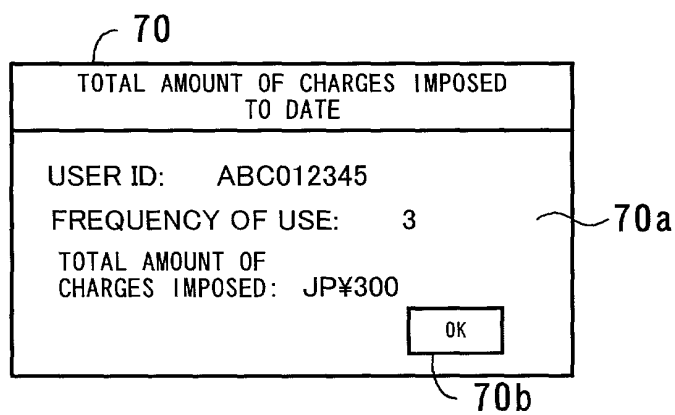 70
TOTAL AMOUNT OF CHARGES IMPOSED
TO DATE
USER ID: ABC012345
FREQUENCY OF USE: 3
70a
TOTAL AMOUNT OF
CHARGES IMPOSED: JP¥300
OK
70b